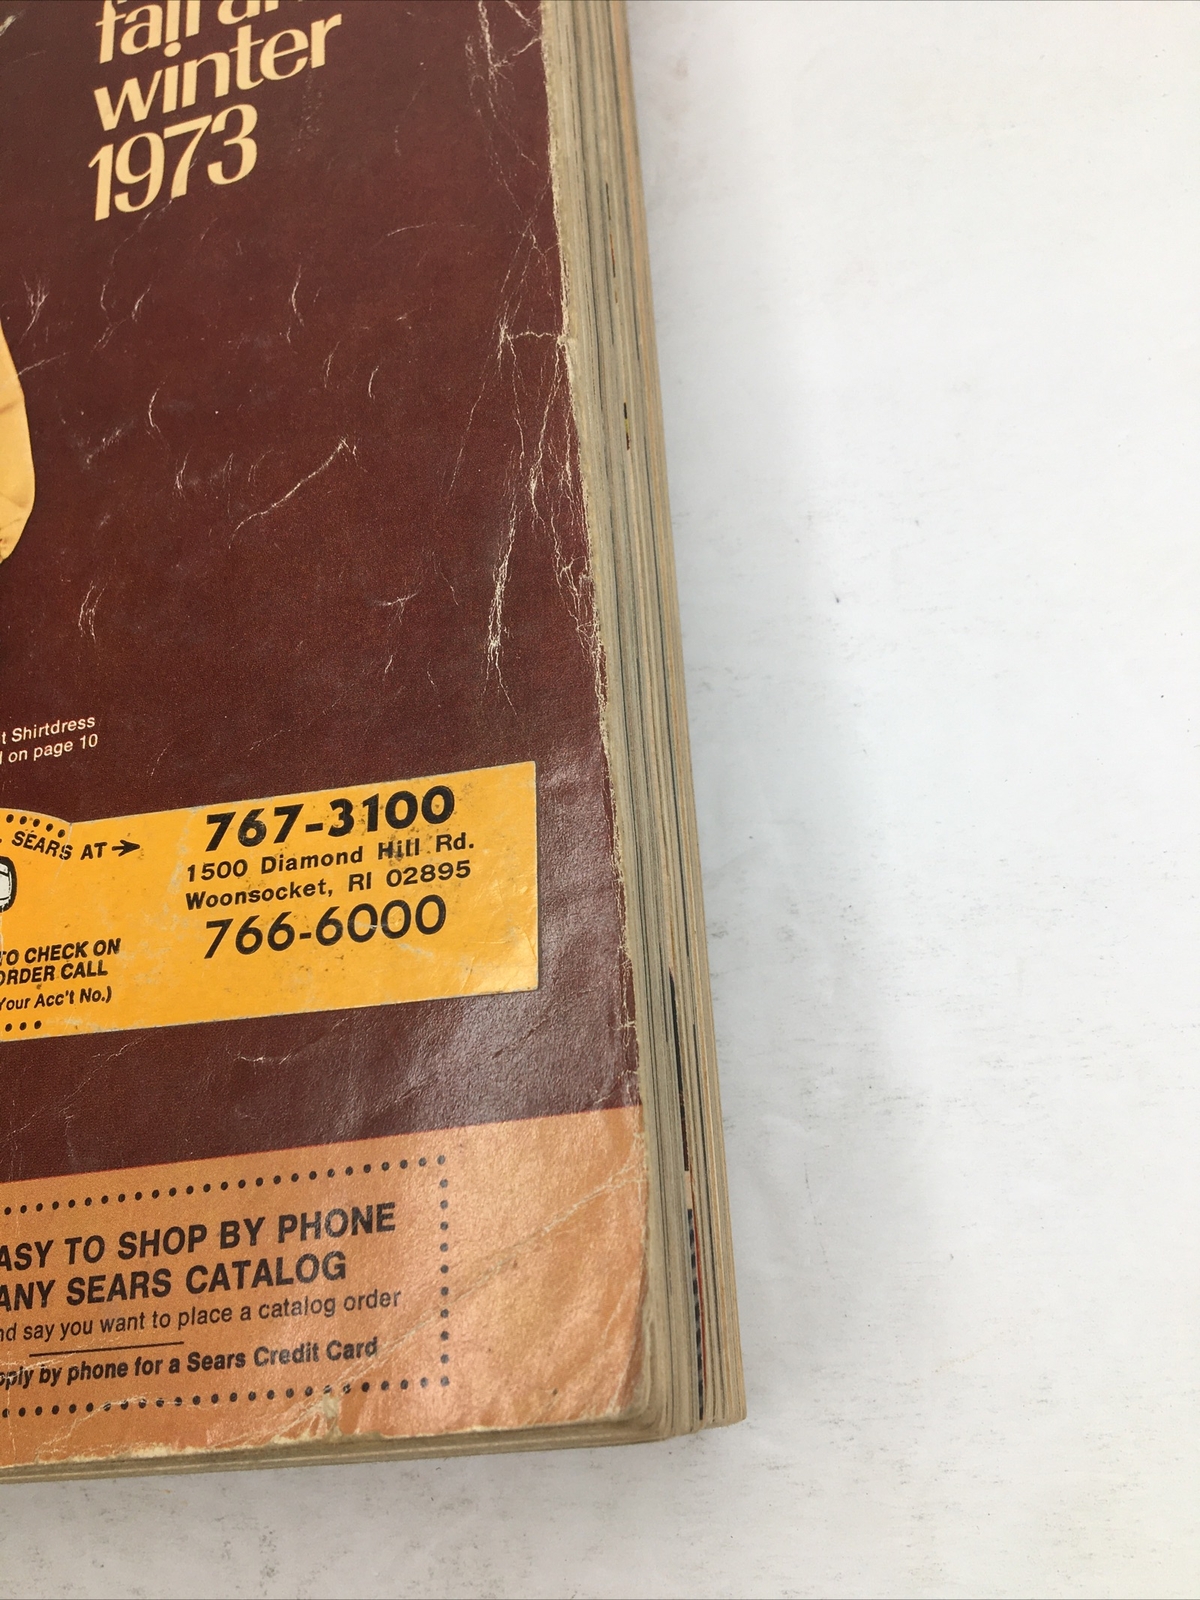 fall
winter
1973
t Shirtdress
on page 10
SEARS AT →
767-3100
1500 Diamond Hill Rd.
Woonsocket, RI 02895
766-6000
TO CHECK ON
ORDER CALL
Your Acc't No.)
ASY TO SHOP BY PHONE
ANY SEARS CATALOG
nd say you want to place a catalog order
pply by phone for a Sears Credit Card